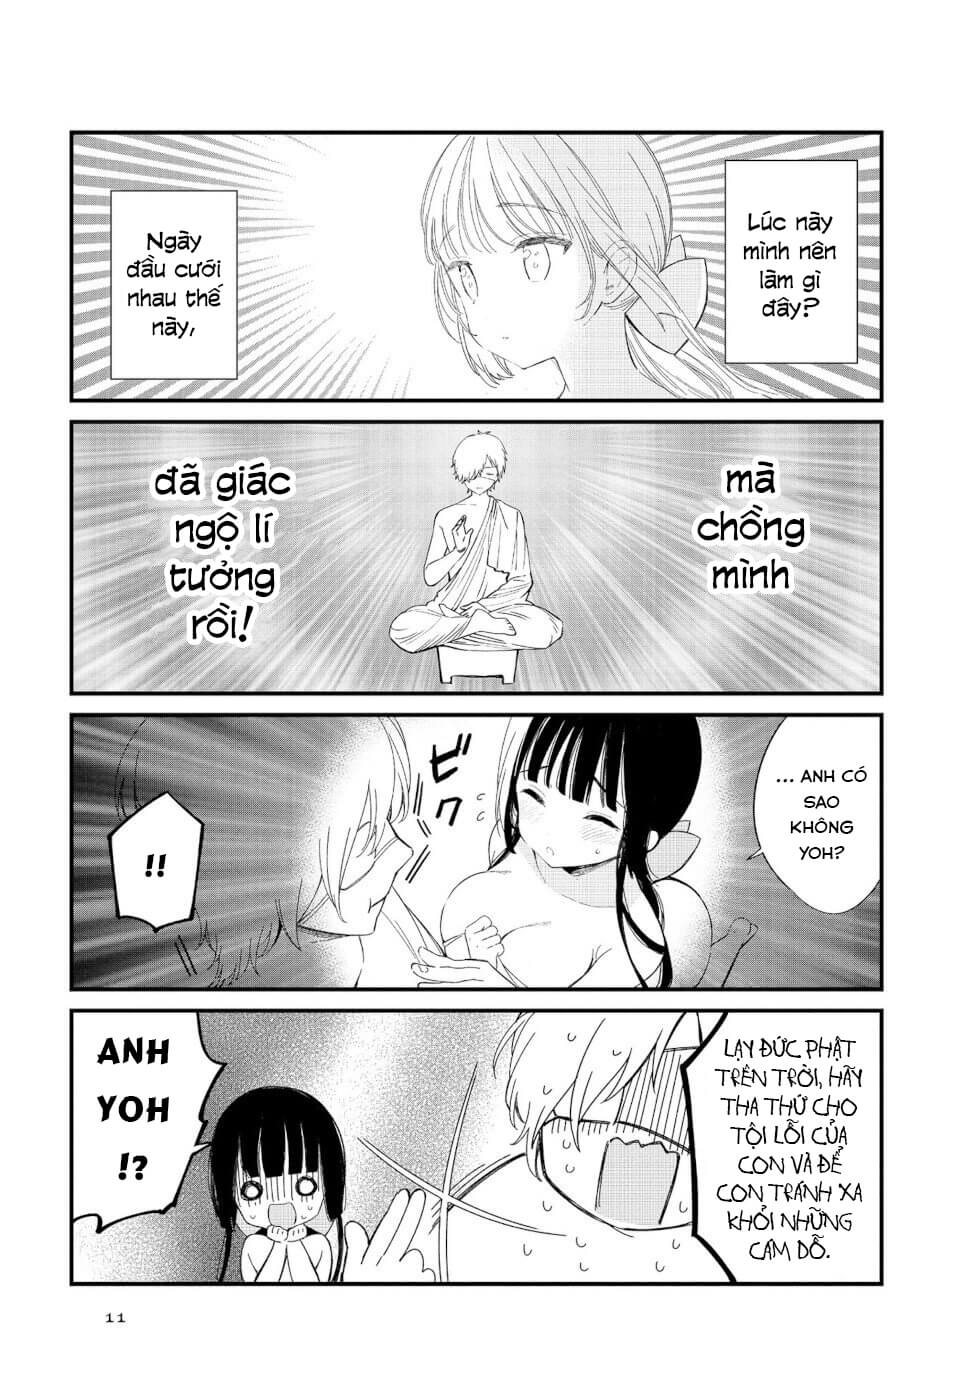 Lúc này
mình nên
làm gì
đây?
Ngày
đầu cưới
nhau thế
này,
mà
chồng
mình
đã giác
ngộ lí
tưởng
rồi!
... ANH CÓ
SAO
KHÔNG
YOH?
ビク
!!
LẠY ĐỨC PHẬT
TRÊN TRỜI, HÃY
THA THỨ CHO
TỘI LỖI CỦA
CON VÀ ĐỂ
CON TRÁNH XA
KHỎI NHỮNG
CÁM DỖ.
ANH
YOH
!?
11